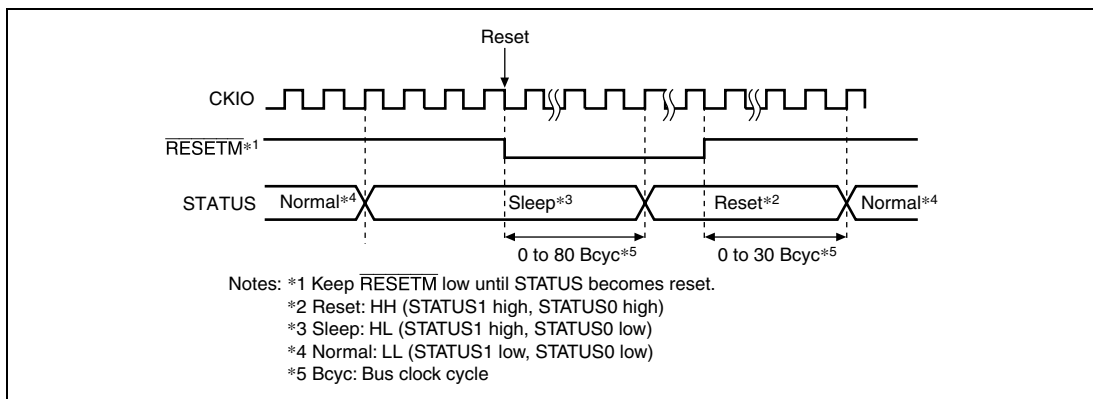 Reset
CKIO
RESETM*1
STATUS Normal*4 Sleep*3 Reset*2 Normal*4
0 to 80 Bcyc*5 0 to 30 Bcyc*5
Notes: *1 Keep RESETM low until STATUS becomes reset.
*2 Reset: HH (STATUS1 high, STATUS0 high)
*3 Sleep: HL (STATUS1 high, STATUS0 low)
*4 Normal: LL (STATUS1 low, STATUS0 low)
*5 Bcyc: Bus clock cycle